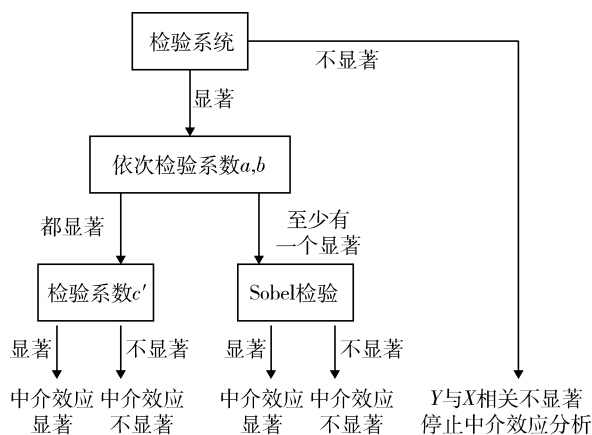 检验系统
不显著
显著
依次检验系数a,b
都显著
至少有
一个显著
检验系数c′
Sobel检验
显著
不显著
显著
不显著
中介效应
显著
中介效应
不显著
中介效应
显著
中介效应
不显著
Y与X相关不显著
停止中介效应分析